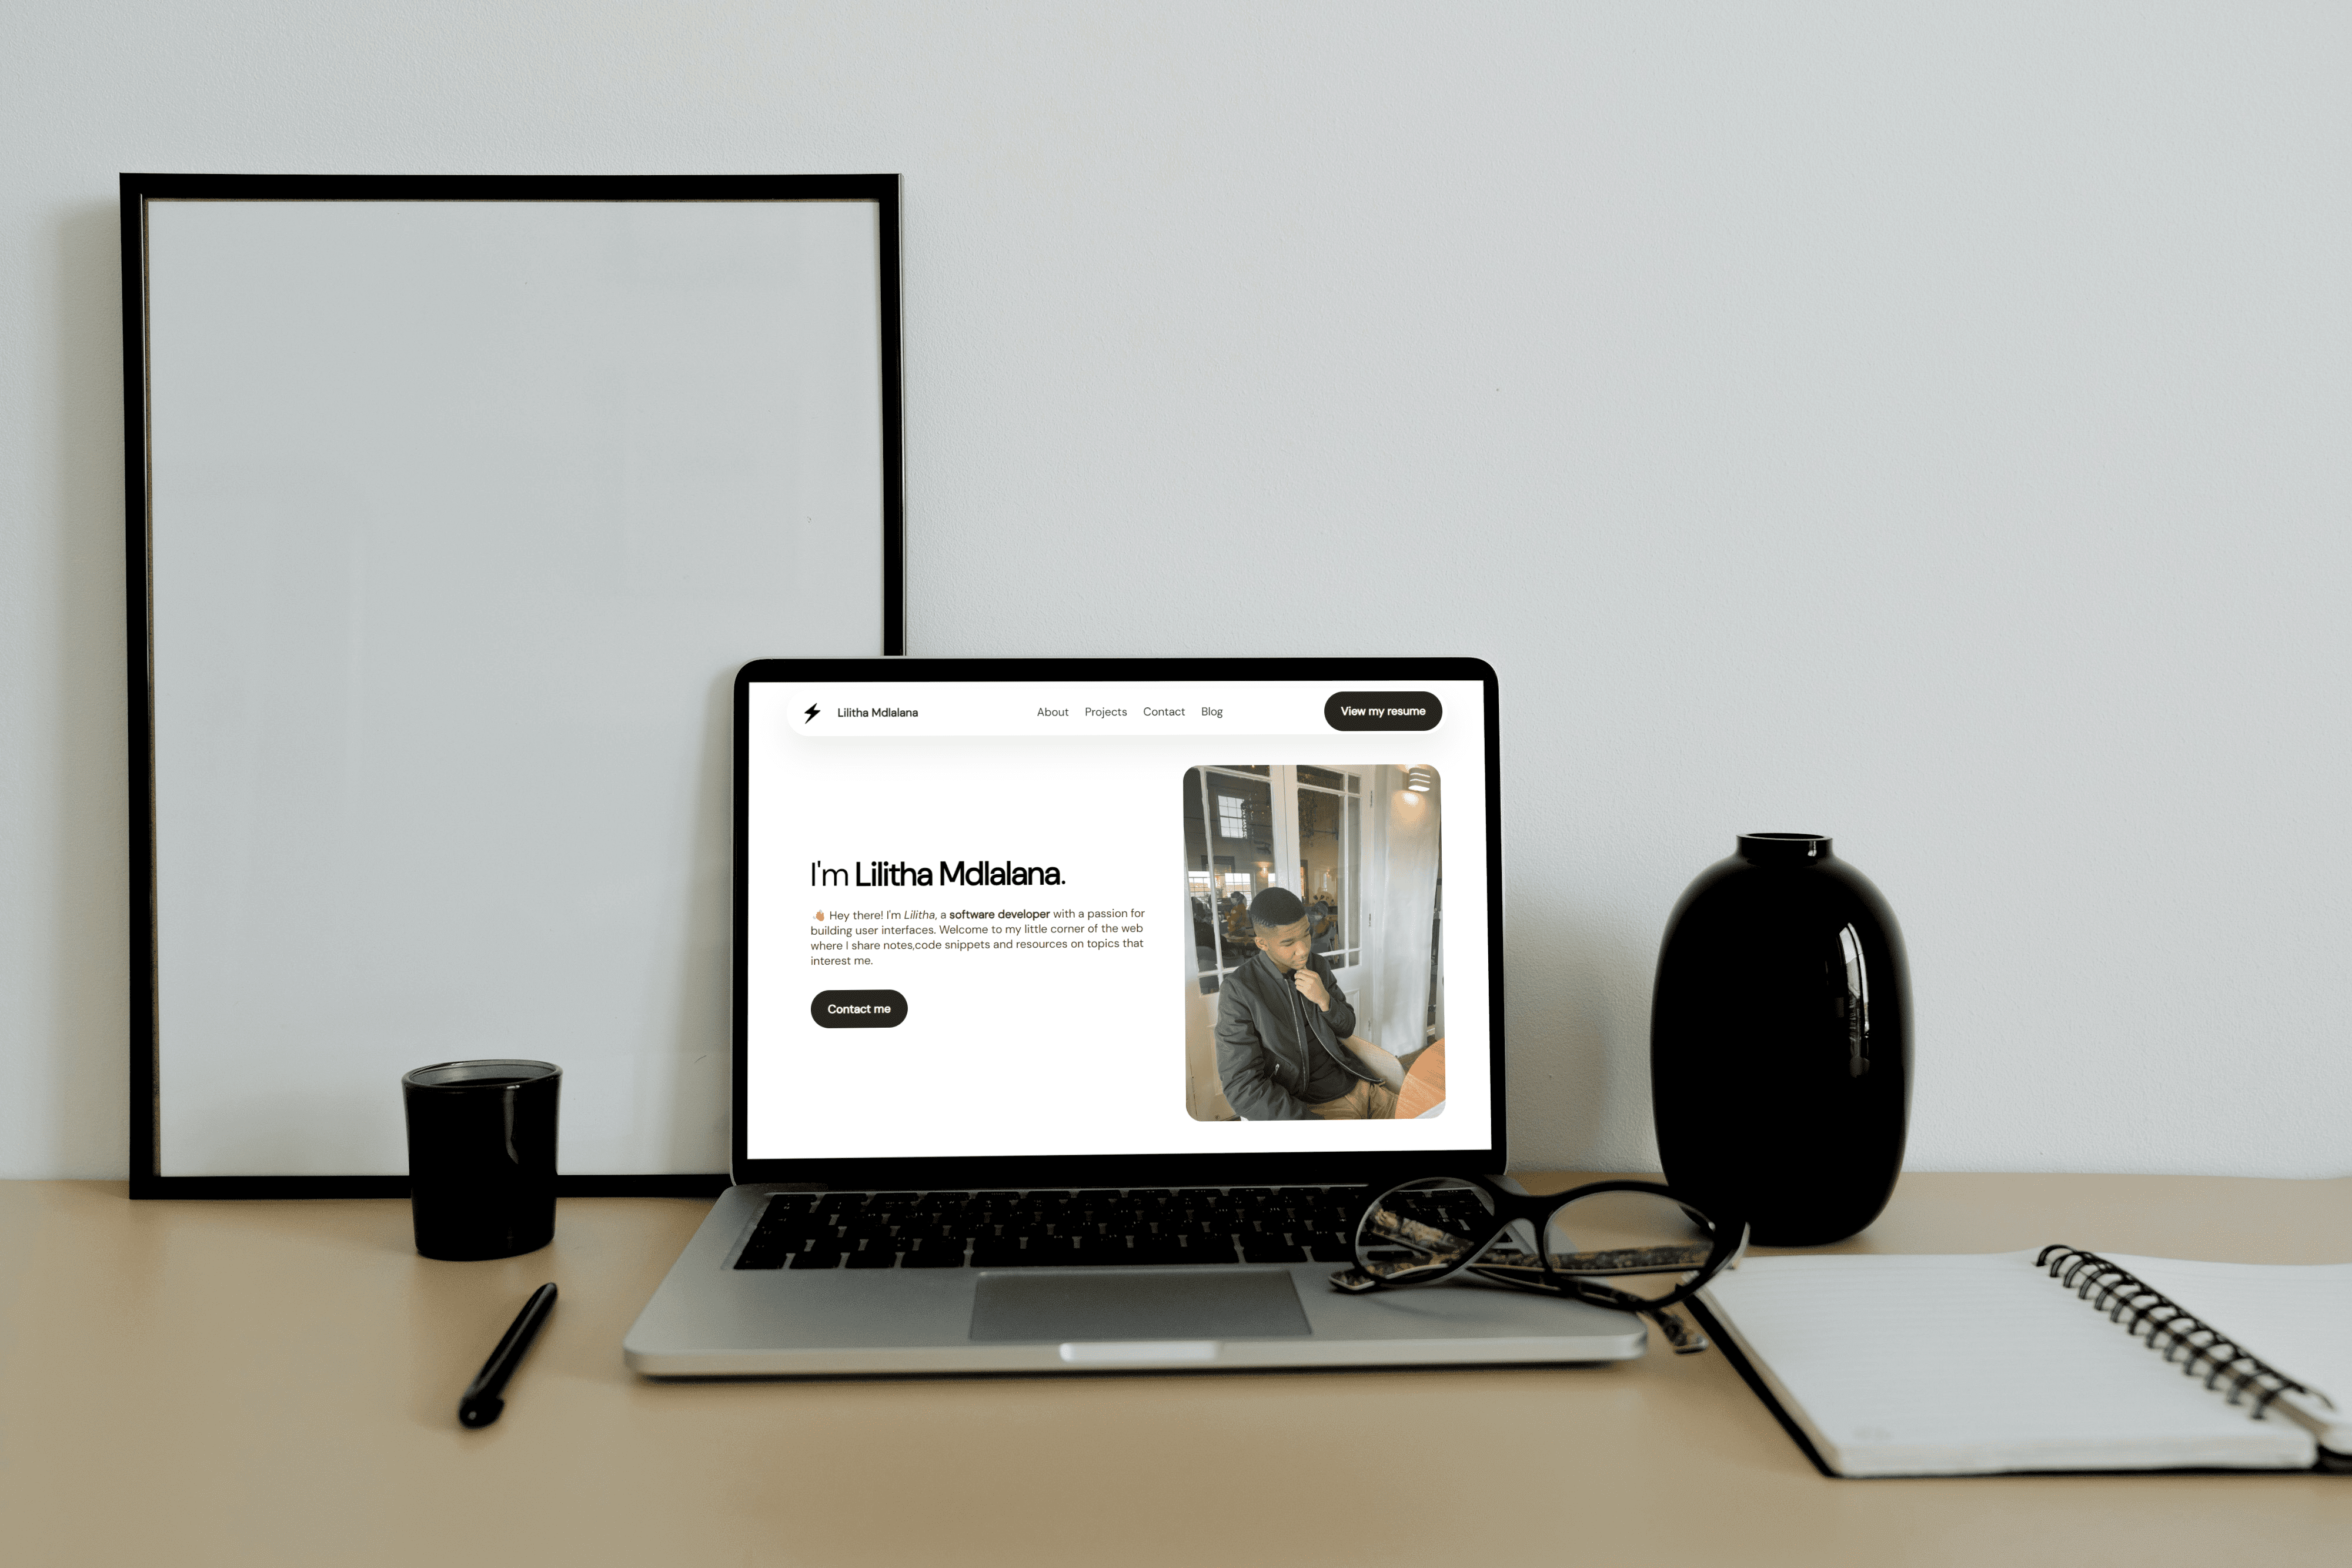 Lilitha Mdlalana
About Projects Contact Blog
View my resume
I'm Lilitha Mdlalana.
👋🏽 Hey there! I'm Lilitha, a software developer with a passion for
building user interfaces. Welcome to my little corner of the web
where I share notes,code snippets and resources on topics that
interest me.
Contact me